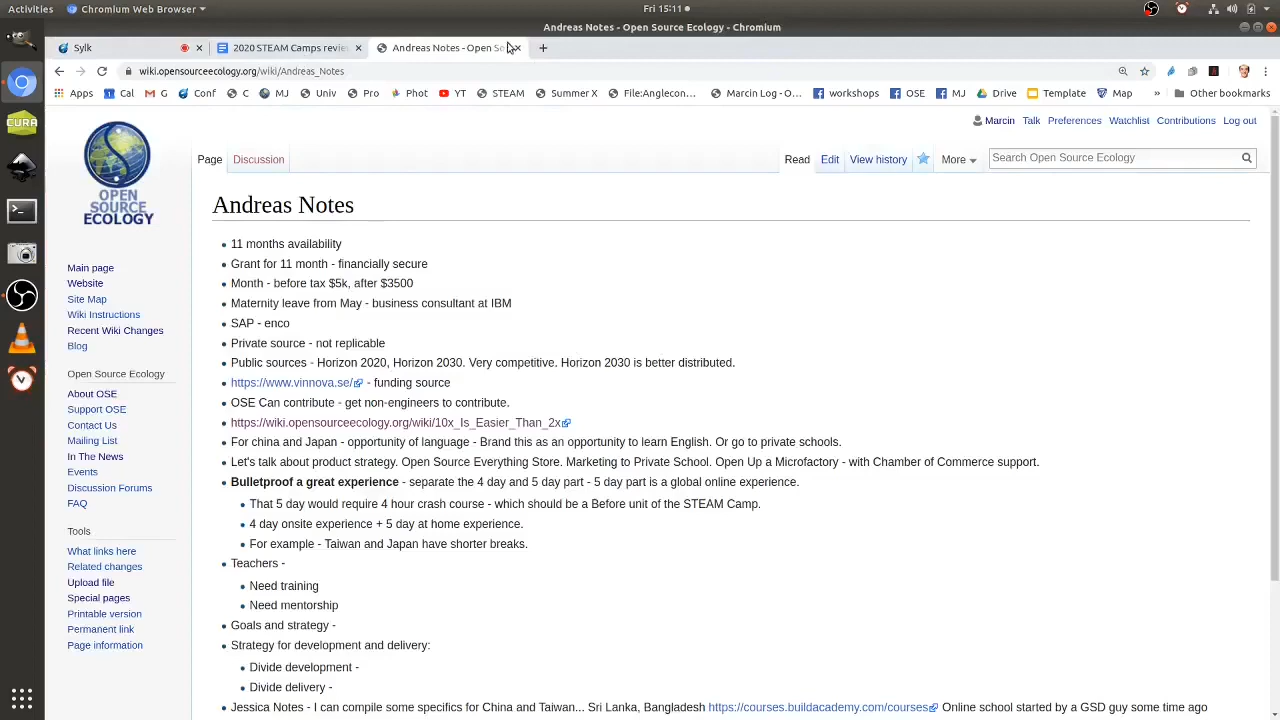 Activities
Chromium Web Browser
Fri 15:11
Andreas Notes - Open Source Ecology - Chromium
Sylk
2020 STEAM Camps revie
Andreas Notes - Open So
wiki.opensourceecology.org/wiki/Andreas_Notes
Apps Cal G Conf C MJ Univ Pro Phot YT STEAM Summer X File:Anglecon... Marcin Log - O... workshops OSE MJ Drive Template Map » Other bookmarks
Marcin Talk Preferences Watchlist Contributions Log out
Page Discussion Read Edit View history More Search Open Source Ecology
OPEN
SOURCE
ECOLOGY
Main page
Website
Site Map
Wiki Instructions
Recent Wiki Changes
Blog
Open Source Ecology
About OSE
Support OSE
Contact Us
Mailing List
In The News
Events
Discussion Forums
FAQ
Tools
What links here
Related changes
Upload file
Special pages
Printable version
Permanent link
Page information
Andreas Notes
11 months availability
Grant for 11 month - financially secure
Month - before tax $5k, after $3500
Maternity leave from May - business consultant at IBM
SAP - enco
Private source - not replicable
Public sources - Horizon 2020, Horizon 2030. Very competitive. Horizon 2030 is better distributed.
https://www.vinnova.se/ - funding source
OSE Can contribute - get non-engineers to contribute.
https://wiki.opensourceecology.org/wiki/10x_Is_Easier_Than_2x
For china and Japan - opportunity of language - Brand this as an opportunity to learn English. Or go to private schools.
Let's talk about product strategy. Open Source Everything Store. Marketing to Private School. Open Up a Microfactory - with Chamber of Commerce support.
Bulletproof a great experience - separate the 4 day and 5 day part - 5 day part is a global online experience.
That 5 day would require 4 hour crash course - which should be a Before unit of the STEAM Camp.
4 day onsite experience + 5 day at home experience.
For example - Taiwan and Japan have shorter breaks.
Teachers -
Need training
Need mentorship
Goals and strategy -
Strategy for development and delivery:
Divide development -
Divide delivery -
Jessica Notes - I can compile some specifics for China and Taiwan... Sri Lanka, Bangladesh https://courses.buildacademy.com/courses Online school started by a GSD guy some time ago
CURA